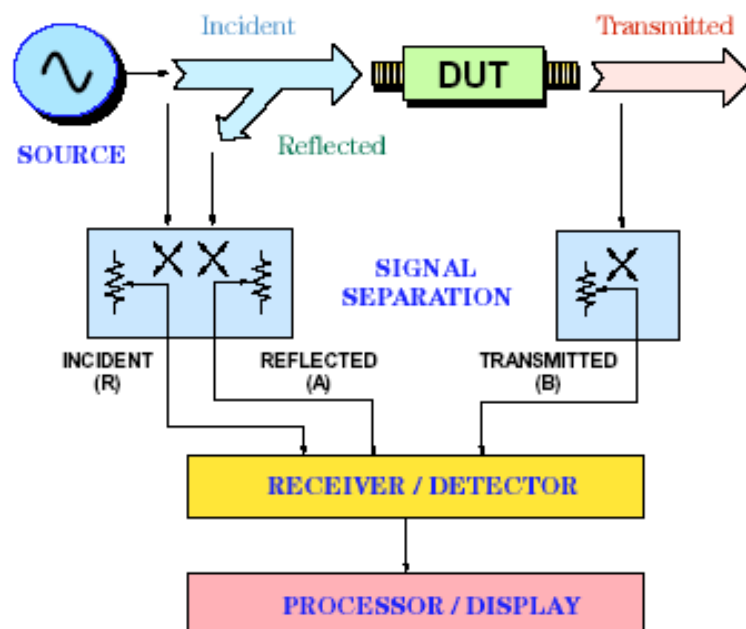 Incident
Transmitted
DUT
Reflected
SOURCE
SIGNAL
SEPARATION
INCIDENT
(R)
REFLECTED
(A)
TRANSMITTED
(B)
RECEIVER / DETECTOR
PROCESSOR / DISPLAY